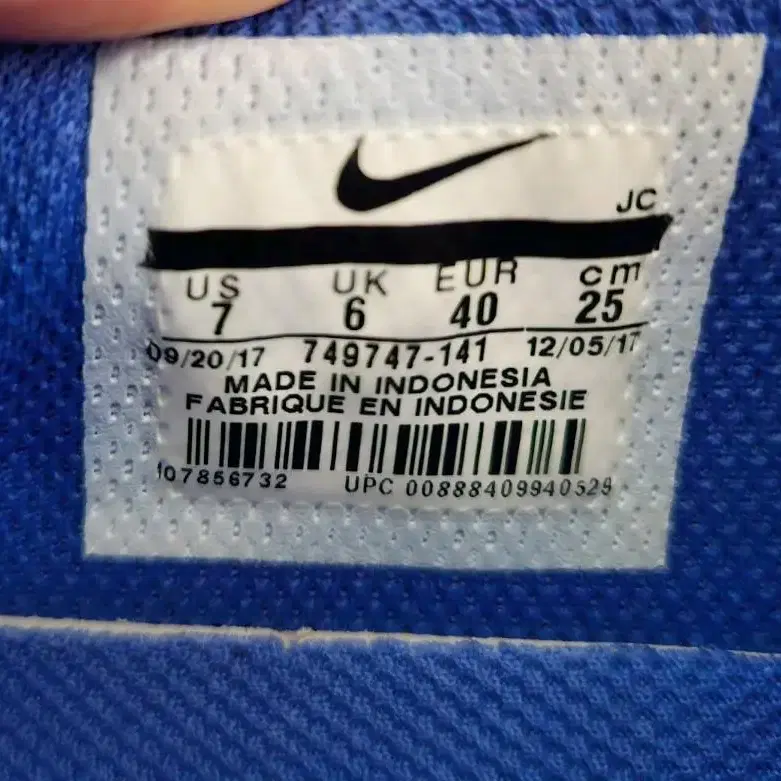 JC
US UK EUR cm
7 6 40 25
09/20/17 749747-141 12/05/17
MADE IN INDONESIA
FABRIQUE EN INDONESIE
107856732 UPC 00888409940529